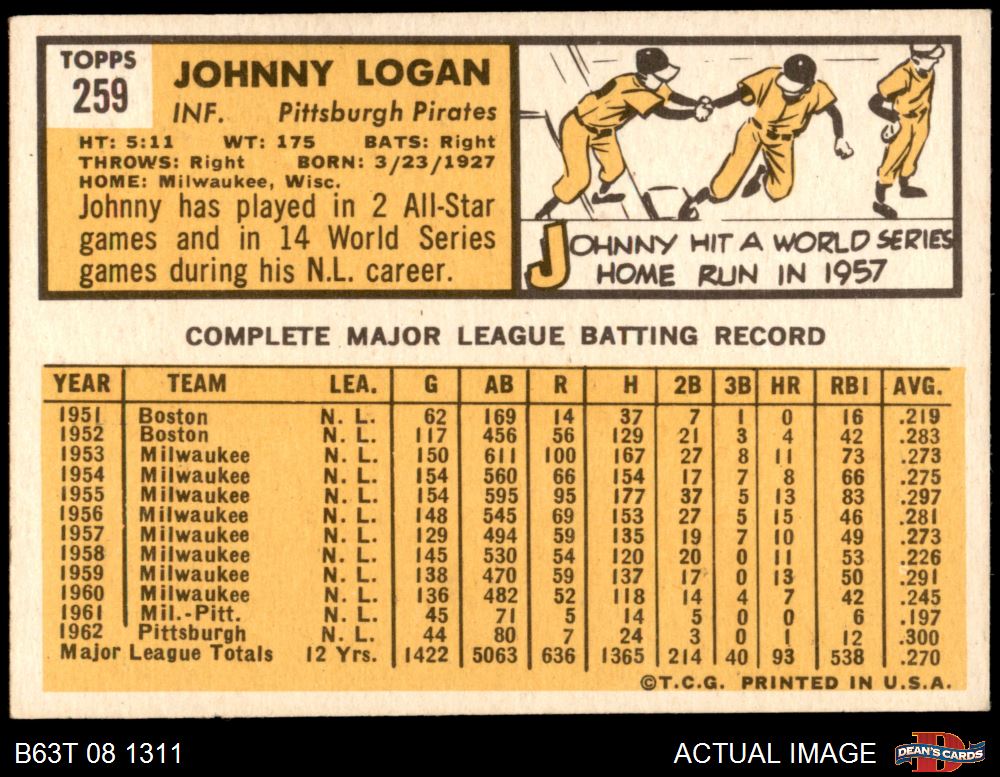 TOPPS
259
JOHNNY LOGAN
INF. Pittsburgh Pirates
HT: 5:11 WT: 175 BATS: Right
THROWS: Right BORN: 3/23/1927
HOME: Milwaukee, Wisc.
Johnny has played in 2 All-Star
games and in 14 World Series
games during his N.L. career.
JOHNNY HIT A WORLD SERIES
HOME RUN IN 1957
COMPLETE MAJOR LEAGUE BATTING RECORD
YEAR TEAM LEA. G AB R H 2B 3B HR RBI AVG.
1951 Boston N. L. 62 169 14 37 7 1 0 16 .219
1952 Boston N. L. 117 456 56 129 21 3 4 42 .283
1953 Milwaukee N. L. 150 611 100 167 27 8 11 73 .273
1954 Milwaukee N. L. 154 560 66 154 17 7 8 66 .275
1955 Milwaukee N. L. 154 595 95 177 37 5 13 83 .297
1956 Milwaukee N. L. 148 545 69 153 27 5 15 46 .281
1957 Milwaukee N. L. 129 494 59 135 19 7 10 49 .273
1958 Milwaukee N. L. 145 530 54 120 20 0 11 53 .226
1959 Milwaukee N. L. 138 470 59 137 17 0 13 50 .291
1960 Milwaukee N. L. 136 482 52 118 14 4 7 42 .245
1961 Mil.-Pitt. N. L. 45 71 5 14 5 0 0 6 .197
1962 Pittsburgh N. L. 44 80 7 24 3 0 1 12 .300
Major League Totals 12 Yrs. 1422 5063 636 1365 214 40 93 538 .270
©T.C.G. PRINTED IN U.S.A.
B63T 08 1311
ACTUAL IMAGE
DEAN'S CARDS